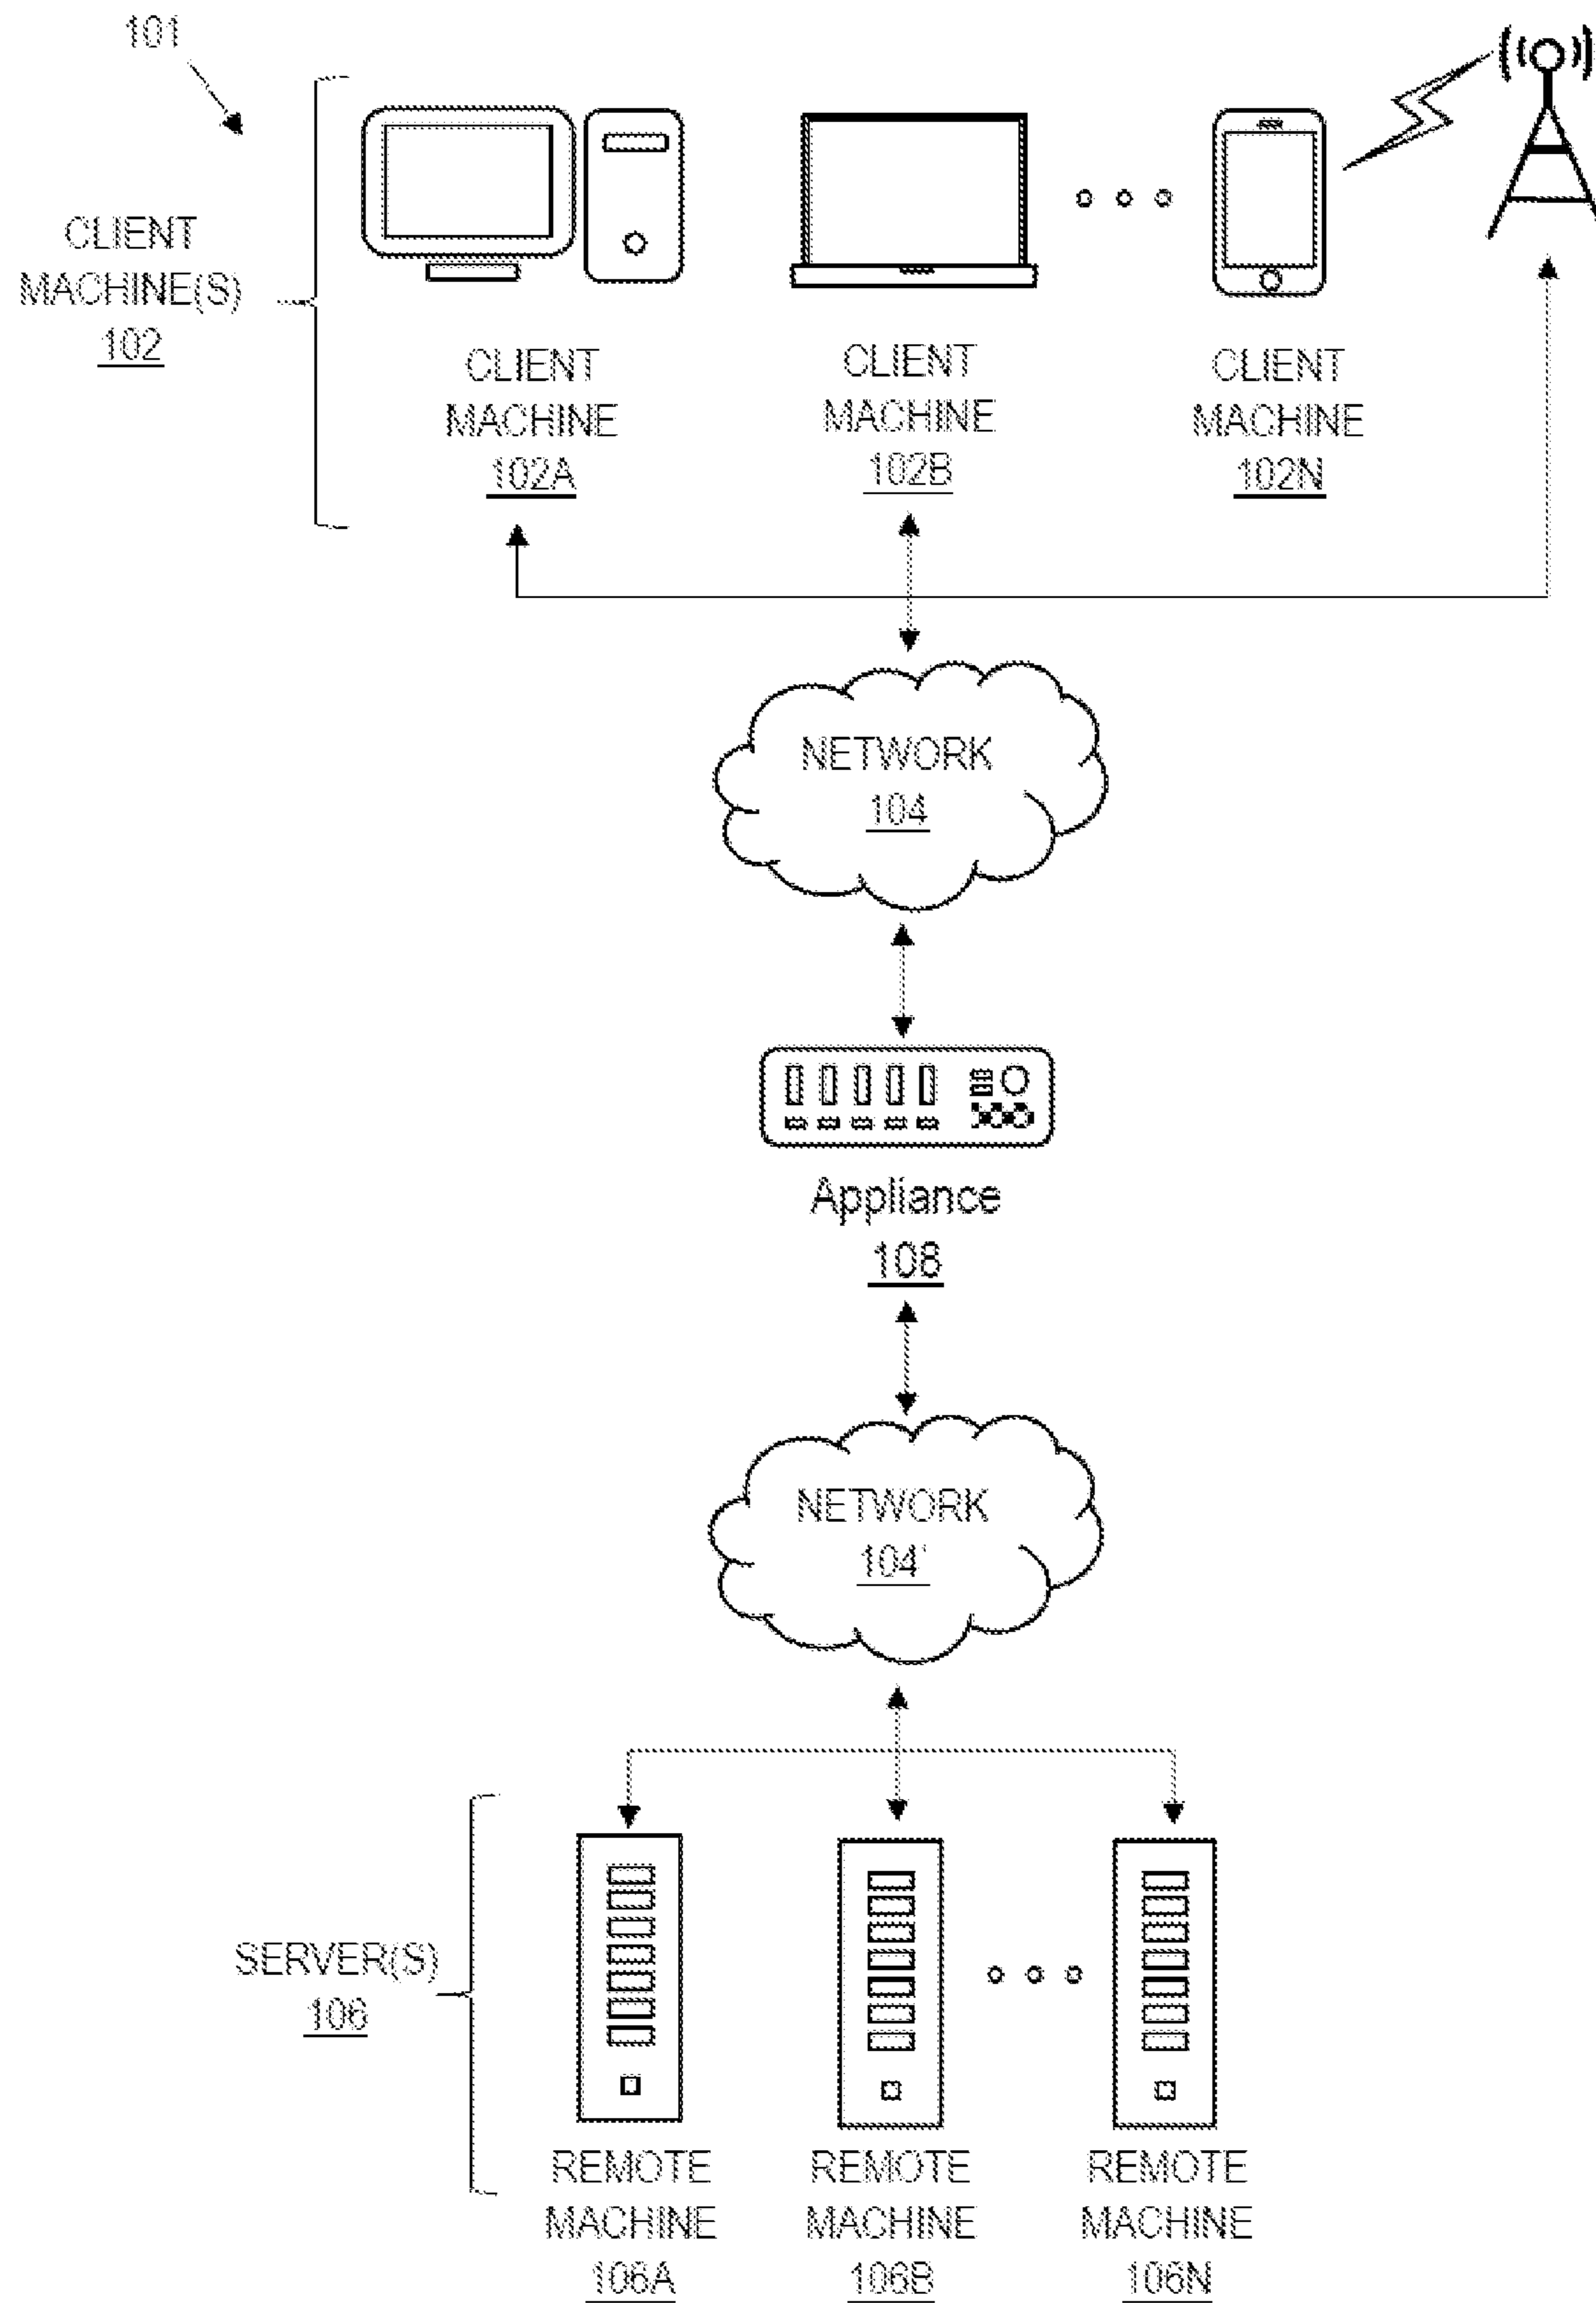 101
CLIENT
MACHINE(S)
102
CLIENT
MACHINE
102A
CLIENT
MACHINE
102B
CLIENT
MACHINE
102N
NETWORK
104
Appliance
108
NETWORK
104'
SERVER(S)
106
REMOTE
MACHINE
106A
REMOTE
MACHINE
106B
REMOTE
MACHINE
106N